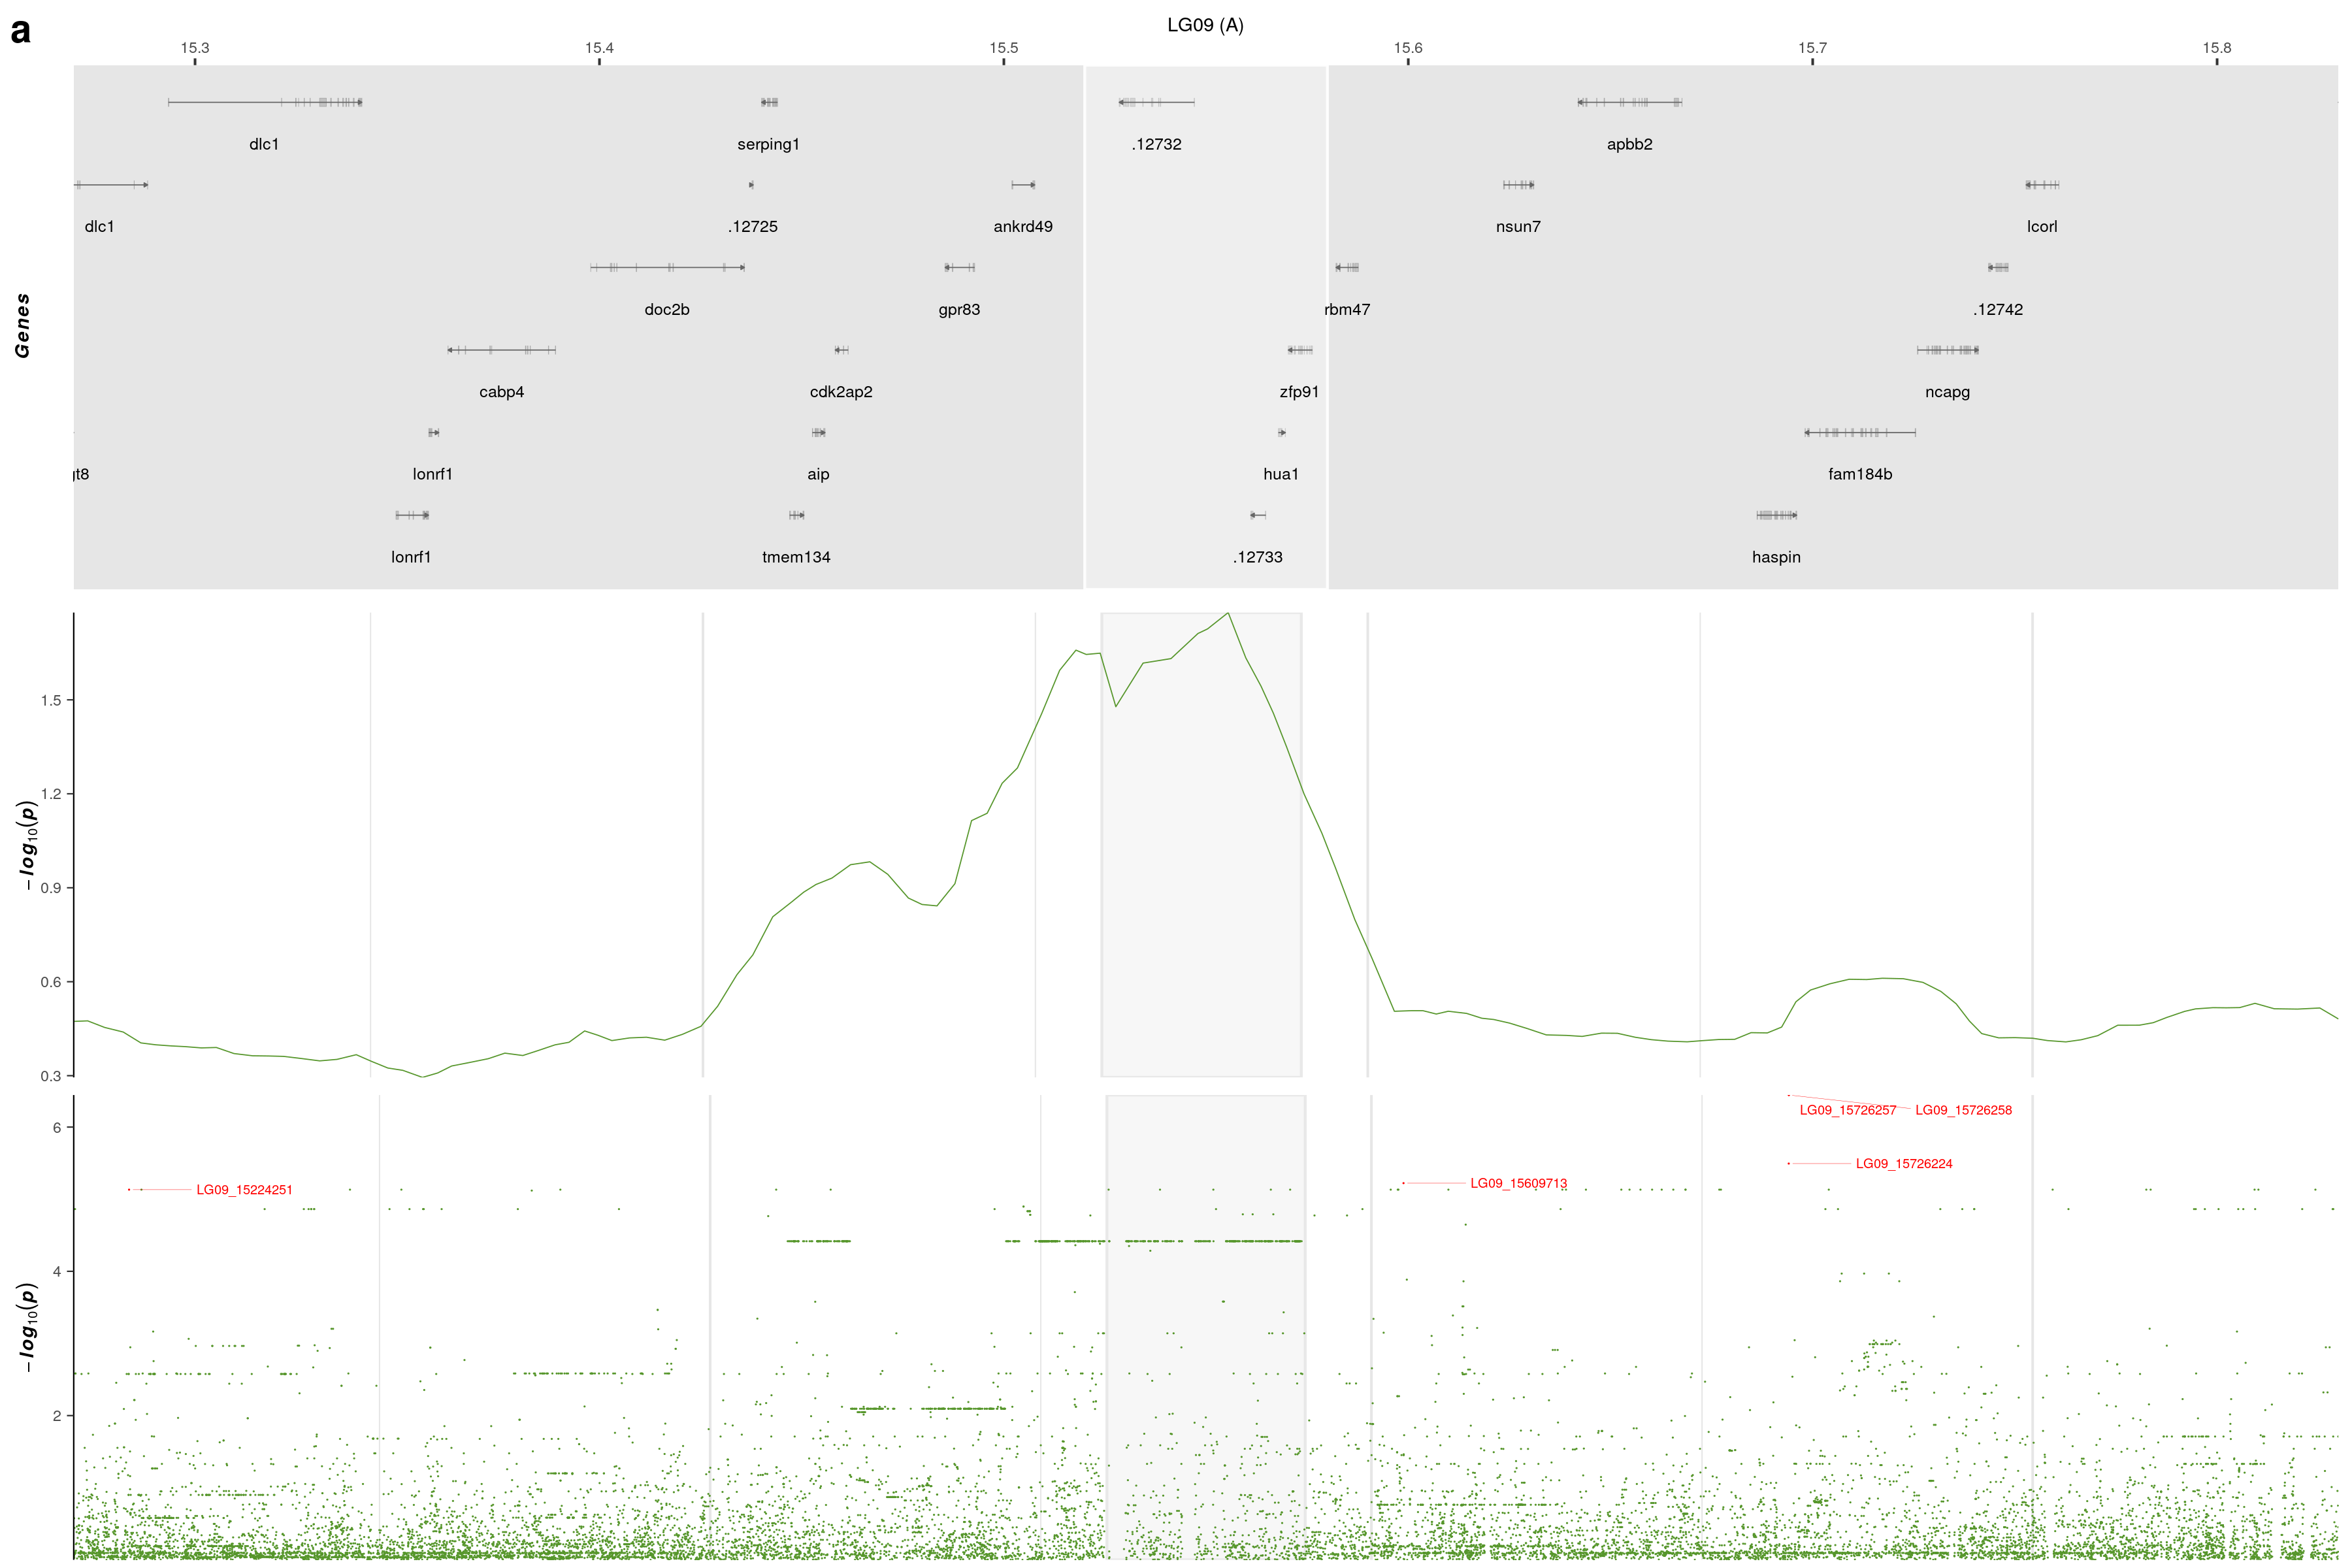 a
LG09 (A)
15.3 15.4 15.5 15.6 15.7 15.8
Genes
dlc1 serping1 .12732 apbb2
dlc1 .12725 ankrd49 nsun7 lcorl
doc2b gpr83 rbm47 .12742
cabp4 cdk2ap2 zfp91 ncapg
lonrf1 aip hua1 fam184b
lonrf1 tmem134 .12733 haspin
−log10(p)
1.5
1.2
0.9
0.6
0.3
−log10(p)
6
4
2
LG09_15726257 LG09_15726258
LG09_15726224
LG09_15609713
LG09_15224251